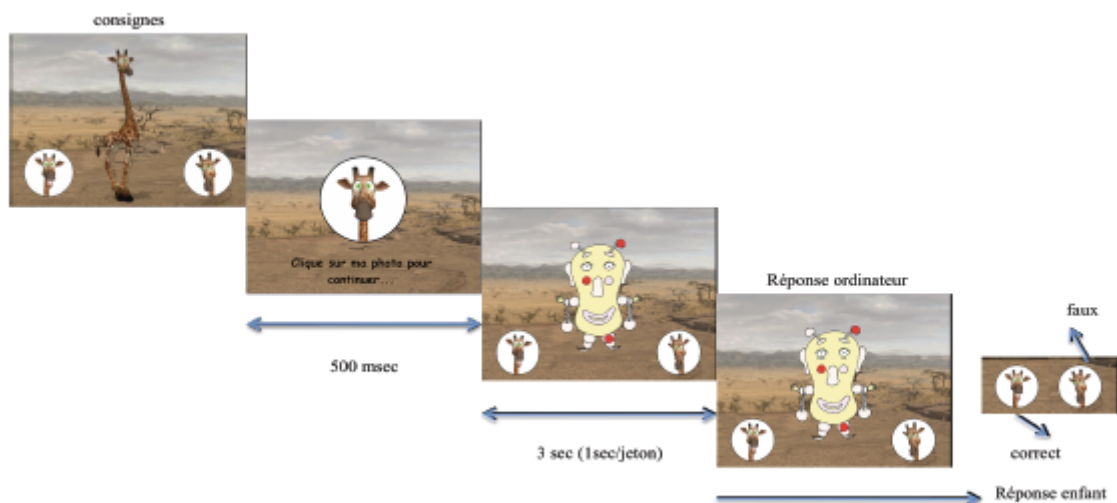 consignes
Clique sur ma photo pour
continuer...
500 msec
3 sec (1sec/jeton)
Réponse ordinateur
faux
correct
Réponse enfant